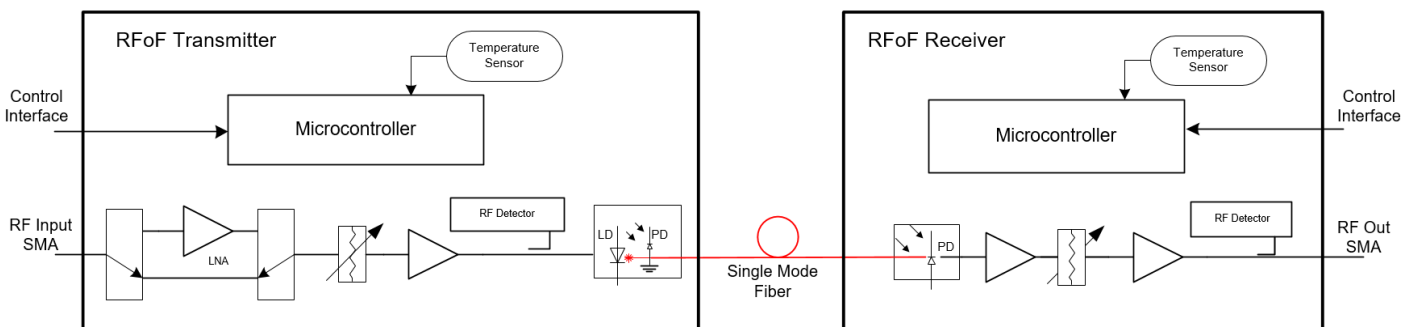 RFoF Transmitter
Temperature
Sensor
Control
Interface
Microcontroller
RF Input
SMA
LNA
RF Detector
LD
PD
Single Mode
Fiber
RFoF Receiver
Temperature
Sensor
Control
Interface
Microcontroller
PD
RF Detector
RF Out
SMA